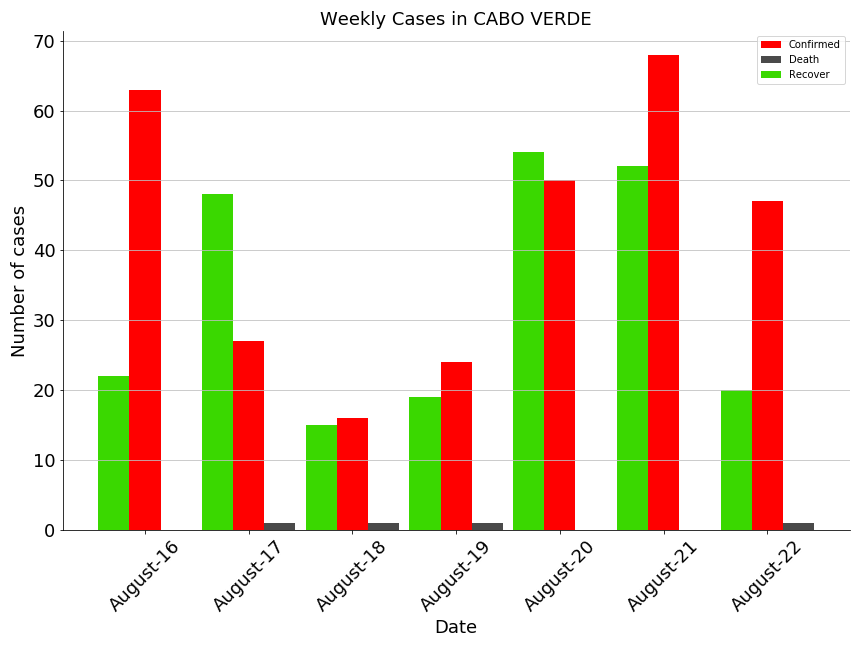 Weekly Cases in CABO VERDE
Confirmed
Death
Recover
Number of cases
70
60
50
40
30
20
10
0
August-16
August-17
August-18
August-19
August-20
August-21
August-22
Date